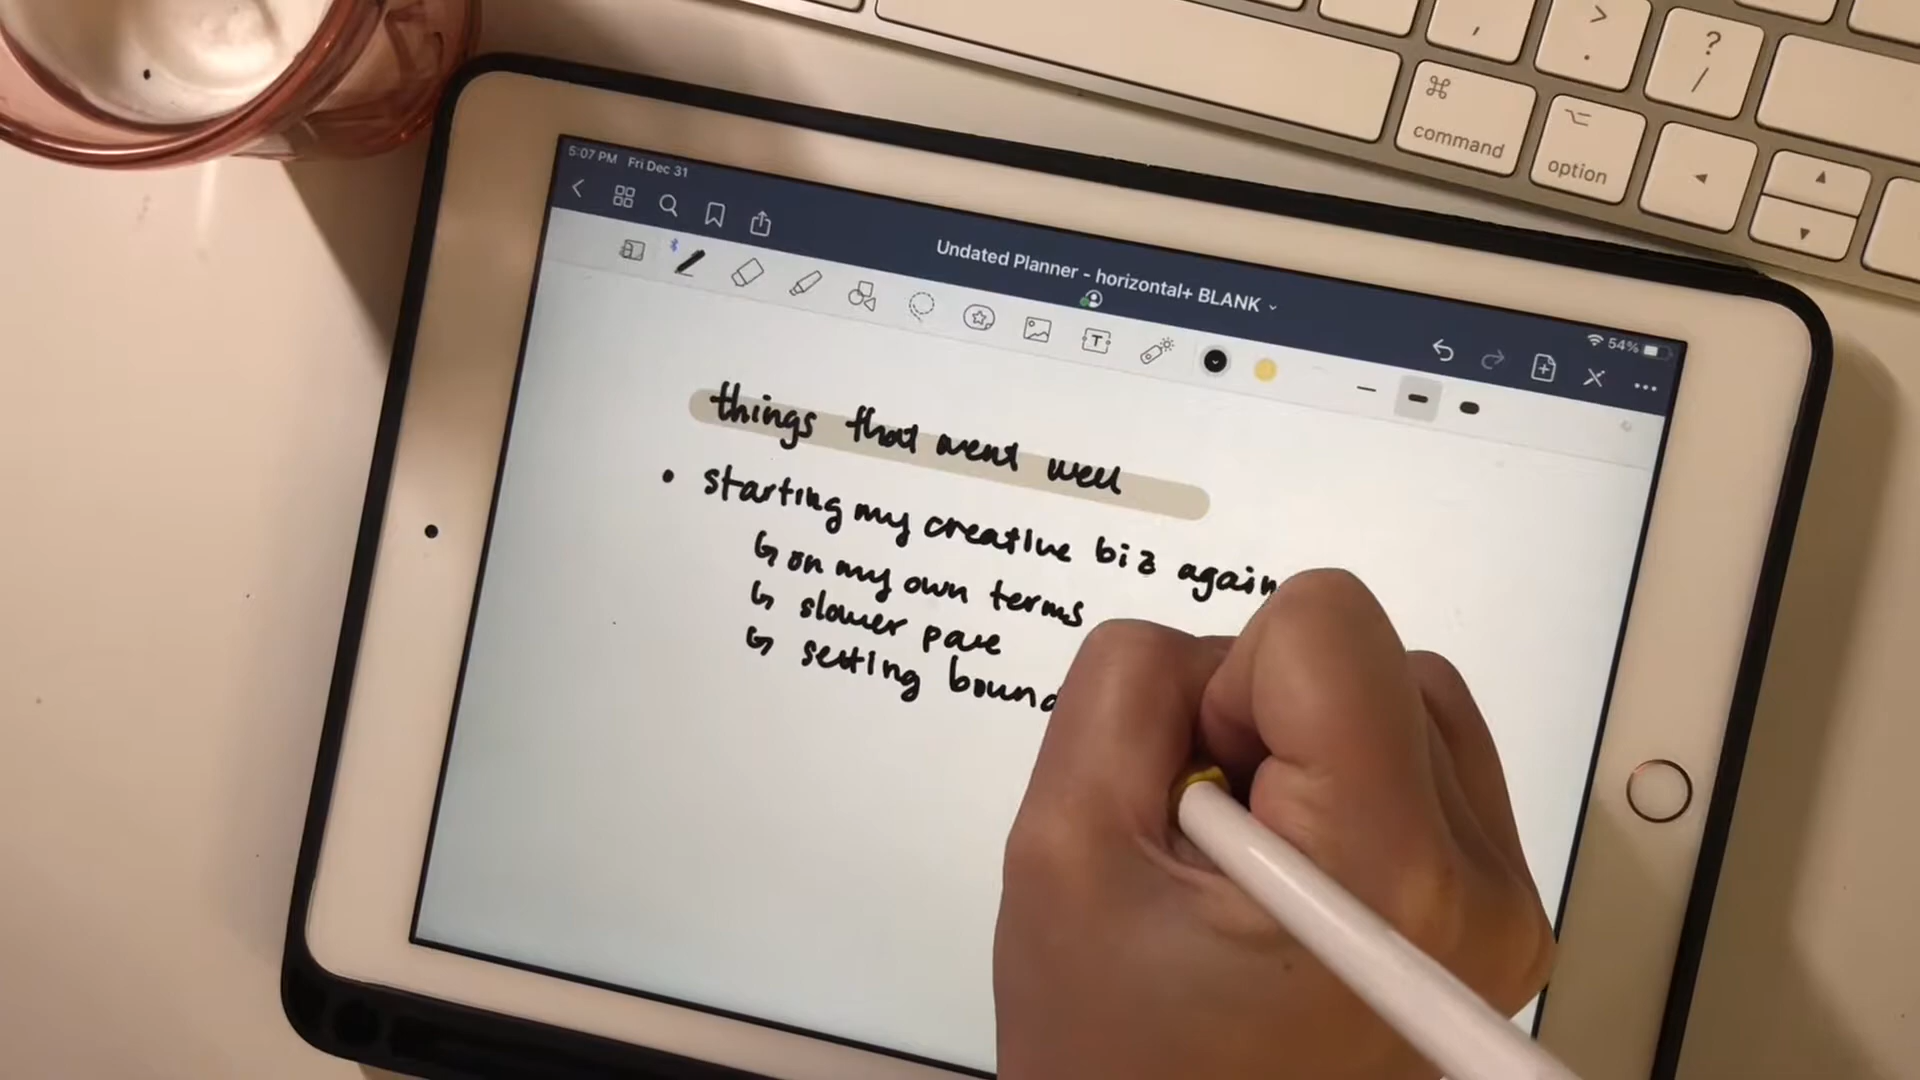 , > .
? /
⌘ command
⌥ option
5:07 PM Fri Dec 31
54%
Undated Planner - horizontal+ BLANK
T
things that went well
• starting my creative biz again
↳ on my own terms
↳ slower pace
↳ setting bound